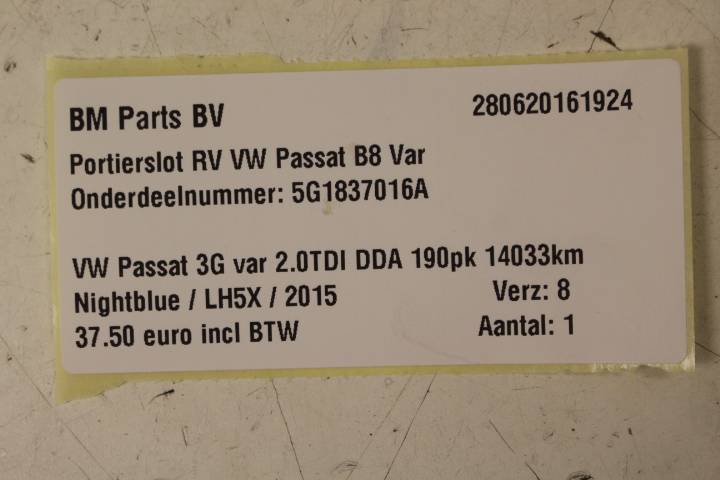 BM Parts BV 280620161924
Portierslot RV VW Passat B8 Var
Onderdeelnummer: 5G1837016A
VW Passat 3G var 2.0TDI DDA 190pk 14033km
Nightblue / LH5X / 2015 Verz: 8
37.50 euro incl BTW Aantal: 1